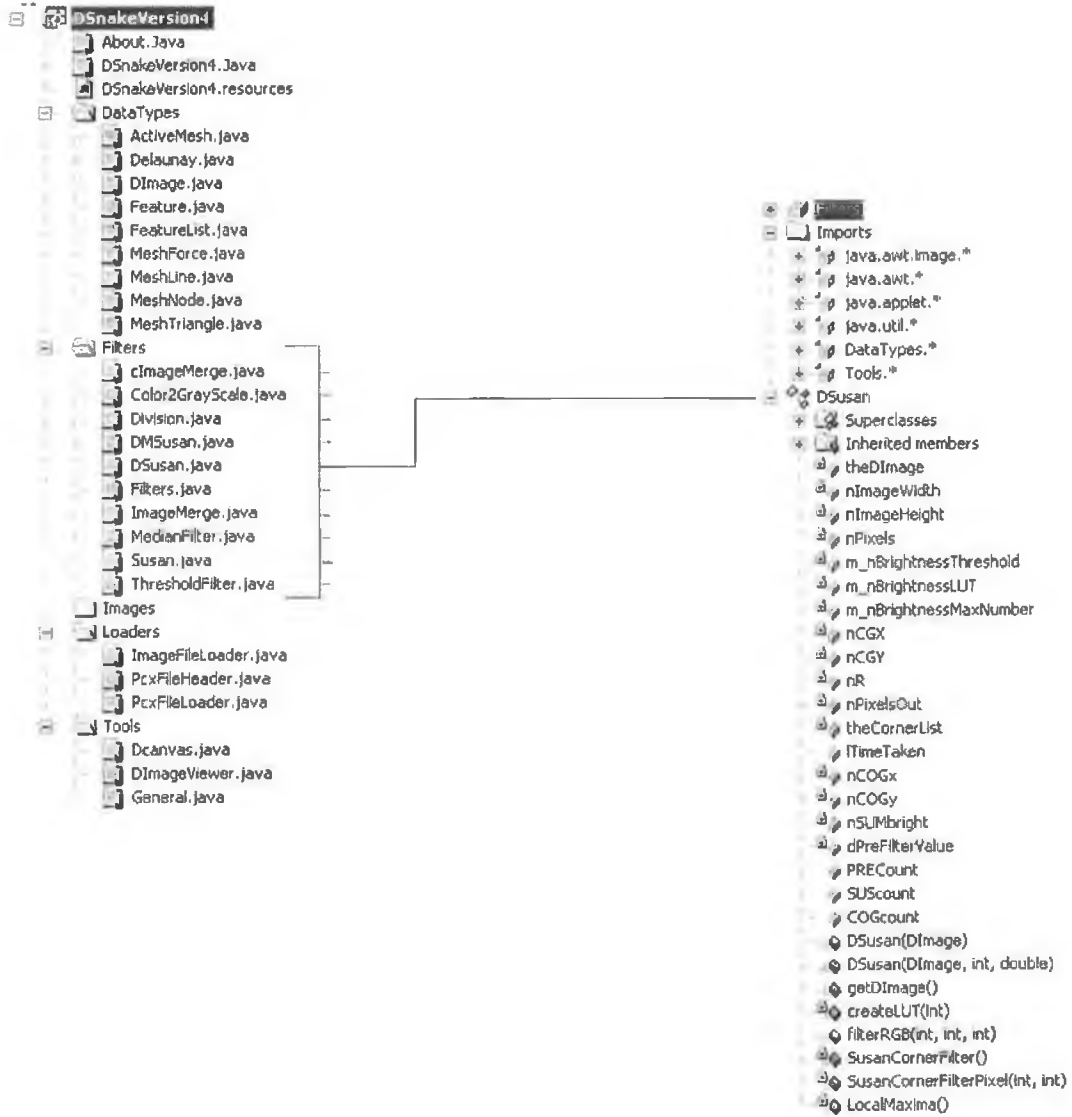 DSnakeVersion4
About.Java
DSnakeVersion4.Java
DSnakeVersion4.resources
DataTypes
ActiveMesh.java
Delaunay.java
DImage.java
Feature.java
FeatureList.java
MeshForce.java
MeshLine.java
MeshNode.java
MeshTriangle.java
Filters
cImageMerge.java
Color2GrayScale.java
Division.java
DMSusan.java
DSusan.java
Filters.java
ImageMerge.java
MedianFilter.java
Susan.java
ThresholdFilter.java
Images
Loaders
ImageFileLoader.java
PcxFileHeader.java
PcxFileLoader.java
Tools
Dcanvas.java
DImageViewer.java
General.java
Filters
Imports
java.awt.image.*
java.awt.*
java.applet.*
java.util.*
DataTypes.*
Tools.*
DSusan
Superclasses
Inherited members
theDImage
nImageWidth
nImageHeight
nPixels
m_nBrightnessThreshold
m_nBrightnessLUT
m_nBrightnessMaxNumber
nCGX
nCGY
nR
nPixelsOut
theCornerList
lTimeTaken
nCOGx
nCOGy
nSUMbright
dPreFilterValue
PRECount
SUScount
COGcount
DSusan(DImage)
DSusan(DImage, int, double)
getDImage()
createLUT(int)
filterRGB(int, int, int)
SusanCornerFilter()
SusanCornerFilterPixel(int, int)
LocalMaxima()